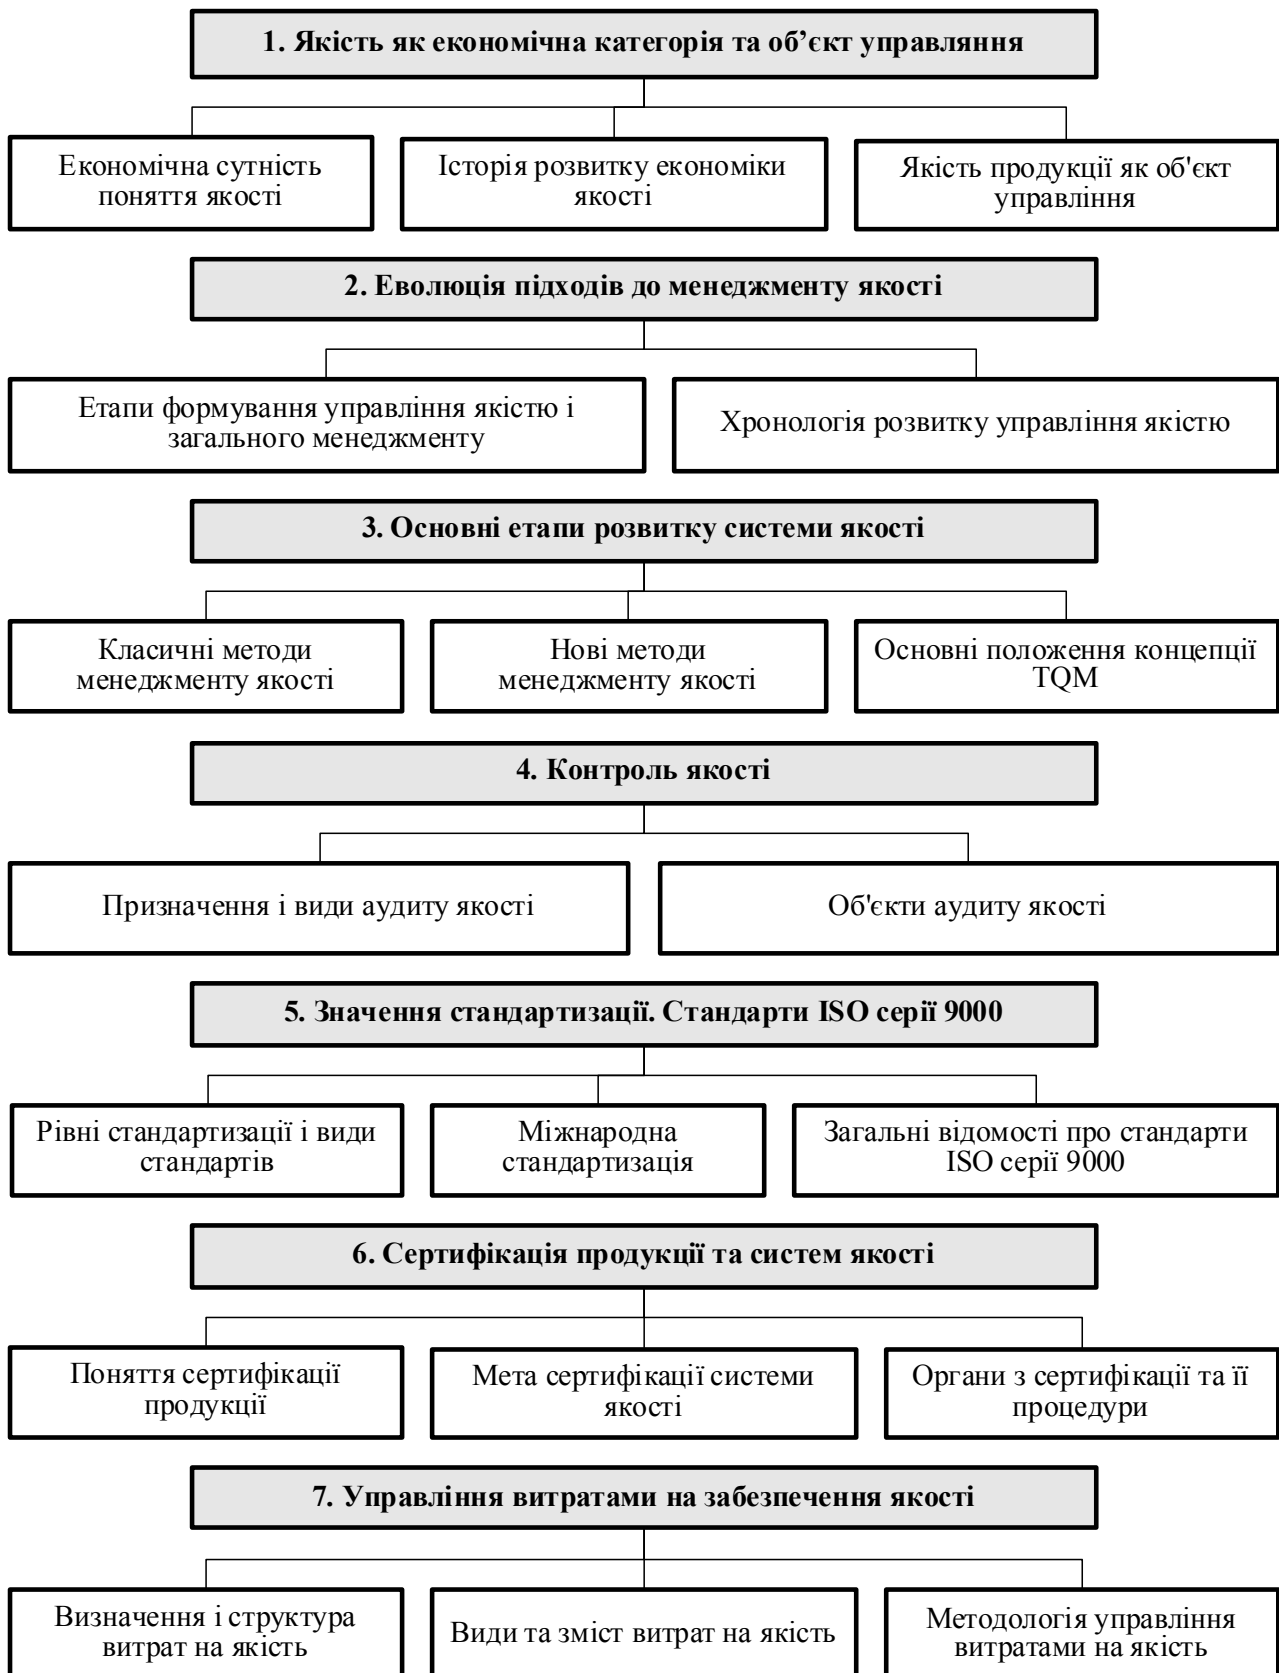 1. Якість як економічна категорія та об’єкт управляння
Економічна сутність
поняття якості
Історія розвитку економіки
якості
Якість продукції як об'єкт
управління
2. Еволюція підходів до менеджменту якості
Етапи формування управління якістю і
загального менеджменту
Хронологія розвитку управління якістю
3. Основні етапи розвитку системи якості
Класичні методи
менеджменту якості
Нові методи
менеджменту якості
Основні положення концепції
TQM
4. Контроль якості
Призначення і види аудиту якості
Об'єкти аудиту якості
5. Значення стандартизації. Стандарти ISO серії 9000
Рівні стандартизації і види
стандартів
Міжнародна
стандартизація
Загальні відомості про стандарти
ISO серії 9000
6. Сертифікація продукції та систем якості
Поняття сертифікації
продукції
Мета сертифікації системи
якості
Органи з сертифікації та її
процедури
7. Управління витратами на забезпечення якості
Визначення і структура
витрат на якість
Види та зміст витрат на якість
Методологія управління
витратами на якість